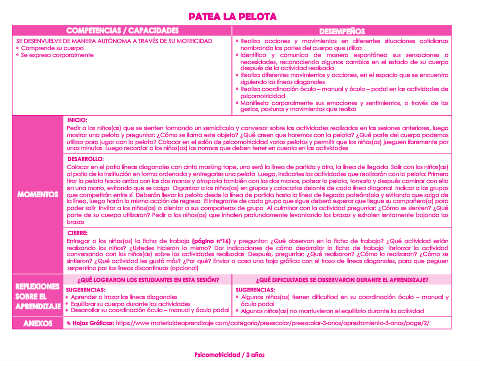 PATEA LA PELOTA
COMPETENCIAS / CAPACIDADES
DESEMPEÑOS
SE DESENVUELVE DE MANERA AUTÓNOMA A TRAVÉS DE SU MOTRICIDAD
Comprende su cuerpo
Se expresa corporalmente
Realiza acciones y movimientos en diferentes situaciones cotidianas
nombrando las partes del cuerpo que utiliza
Identifica y comunica de manera espontánea sus sensaciones o
necesidades, reconociendo algunos cambios en el estado de su cuerpo
después de la actividad realizada
Realiza diferentes movimientos y acciones, en el espacio que se encuentra
siguiendo las líneas diagonales
Realiza coordinación óculo – manual y óculo – podal en las actividades de
psicomotricidad
Manifiesta corporalmente sus emociones y sentimientos, a través de los
gestos, posturas y movimientos que realiza
MOMENTOS
INICIO:
Pedir a los niños(as) que se sienten formando un semicírculo y conversar sobre las actividades realizadas en las sesiones anteriores, luego
mostrar una pelota y preguntar: ¿Cómo se llama este objeto? ¿Qué creen que haremos con la pelota? ¿Qué parte del cuerpo podemos
utilizar para jugar con la pelota? Colocar en el salón de psicomotricidad varias pelotas y permitir que los niños(as) jueguen libremente por
unos minutos. Luego recordar a los niños(as) las normas que deben tener en cuenta en las actividades
DESARROLLO:
Colocar en el patio líneas diagonales con cinta masking tape, una será la línea de partida y otra, la línea de llegada. Salir con los niños(as)
al patio de la institución en forma ordenada y entregarles una pelota. Luego, indicarles las actividades que realizarán con la pelota: Primero
tirar la pelota hacia arriba con las dos manos y atraparla también con las dos manos, patear la pelota, lanzarla y después caminar con ella
en una mano, evitando que se caiga. Organizar a los niños(as) en grupos y colocarlos delante de cada línea diagonal. Indicar a los grupos
que competirán entre sí. Deberán llevar la pelota desde la línea de partida hasta la línea de llegada pateándola y evitando que salga de
la línea, luego harán la misma acción de regreso. El integrante de cada grupo que sigue deberá esperar que llegue su compañero(a) para
poder salir. Invitar a los niños(as) a alentar a sus compañeros de grupo. Al culminar con la actividad preguntar: ¿Cómo se sienten? ¿Qué
parte de su cuerpo utilizaron? Pedir a los niños(as) que inhalen profundamente levantando los brazos y exhalen lentamente bajando los
brazos
CIERRE:
Entregar a los niños(as) la ficha de trabajo (página n°16) y preguntar: ¿Qué observan en la ficha de trabajo? ¿Qué actividad están
realizando los niños? ¿Ustedes hicieron lo mismo? Dar indicaciones de cómo desarrollar la ficha de trabajo. Reforzar la actividad
conversando con los niños(as) sobre las actividades realizadas. Después, preguntar: ¿Qué realizaron? ¿Cómo lo realizaron? ¿Cómo se
sintieron? ¿Qué actividad les gustó más? ¿Por qué? Enviar a casa una hoja gráfica con el trazo de líneas diagonales, para que peguen
serpentina por las líneas discontinuas (opcional)
REFLEXIONES
SOBRE EL
APRENDIZAJE
¿QUÉ LOGRARON LOS ESTUDIANTES EN ESTA SESIÓN?
SUGERENCIAS:
Aprender a trazar las líneas diagonales
Equilibrar su cuerpo durante las actividades
Desarrollar su coordinación óculo – manual y óculo podal
¿QUÉ DIFICULTADES SE OBSERVARON DURANTE EL APRENDIZAJE?
SUGERENCIAS:
Algunos niños(as) tienen dificultad en su coordinación óculo – manual y
óculo podal
Algunos niños(as) no mantuvieron el equilibrio durante la actividad
ANEXOS
Hojas Gráficas: https://www.materialdeaprendizaje.com/categoria/preescolar/preescolar-3-anos/aprestamiento-3-anos/page/2/
Psicomotricidad / 3 años